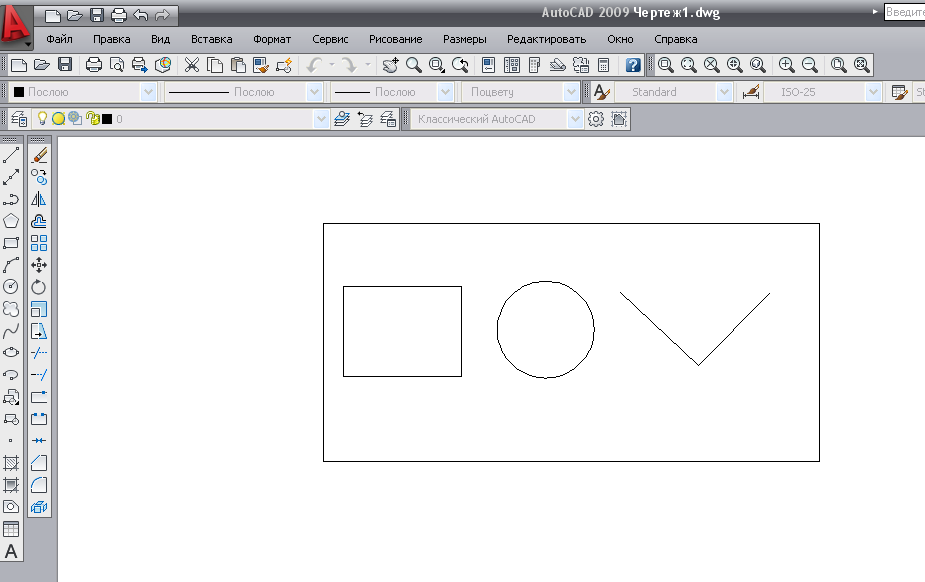 AutoCAD 2009 Чертеж1.dwg
Введите
Файл Правка Вид Вставка Формат Сервис Рисование Размеры Редактировать Окно Справка
Послою Послою Послою Поцвету Standard ISO-25 St
0 Классический AutoCAD
A